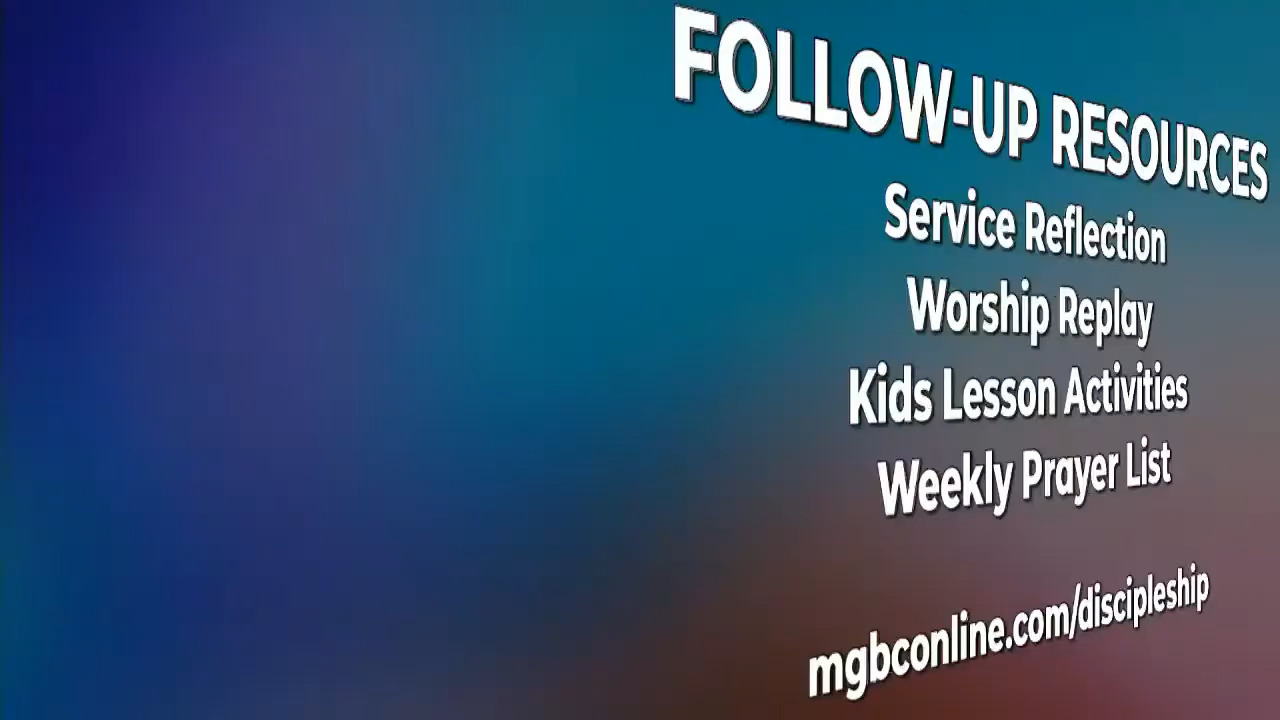 FOLLOW-UP RESOURCES
Service Reflection
Worship Replay
Kids Lesson Activities
Weekly Prayer List
mgbconline.com/discipleship